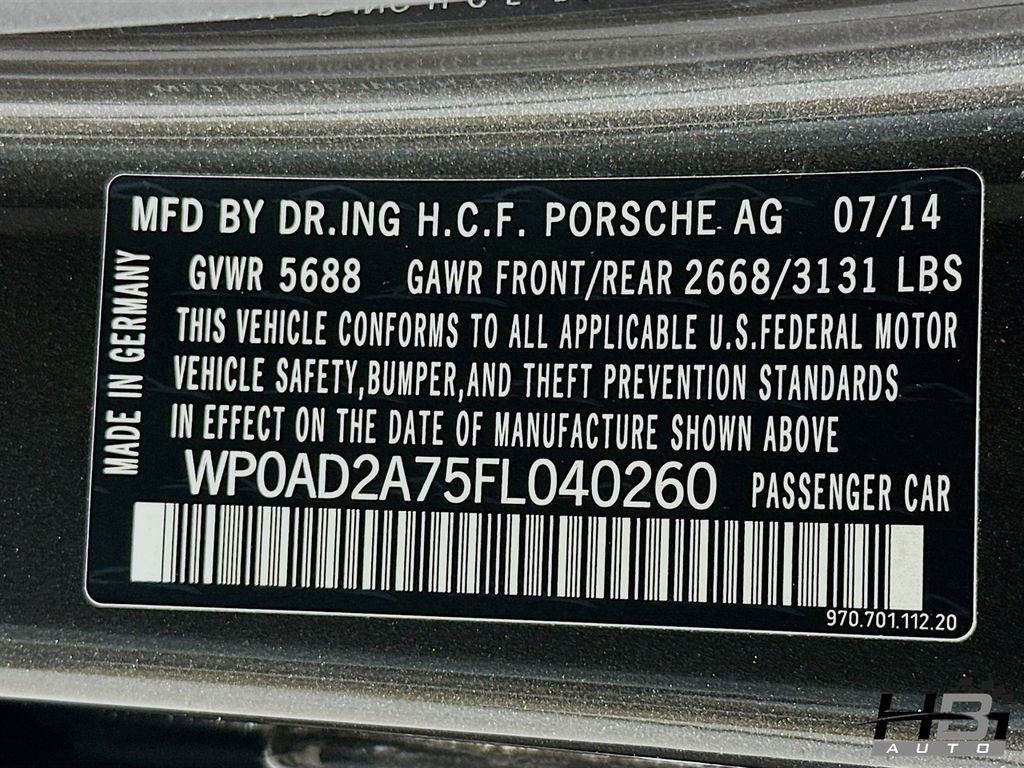 MFD BY DR.ING H.C.F. PORSCHE AG 07/14
GVWR 5688 GAWR FRONT/REAR 2668/3131 LBS
THIS VEHICLE CONFORMS TO ALL APPLICABLE U.S.FEDERAL MOTOR
VEHICLE SAFETY,BUMPER,AND THEFT PREVENTION STANDARDS
IN EFFECT ON THE DATE OF MANUFACTURE SHOWN ABOVE
MADE IN GERMANY
WP0AD2A75FL040260 PASSENGER CAR
970.701.112.20
HBI
AUTO